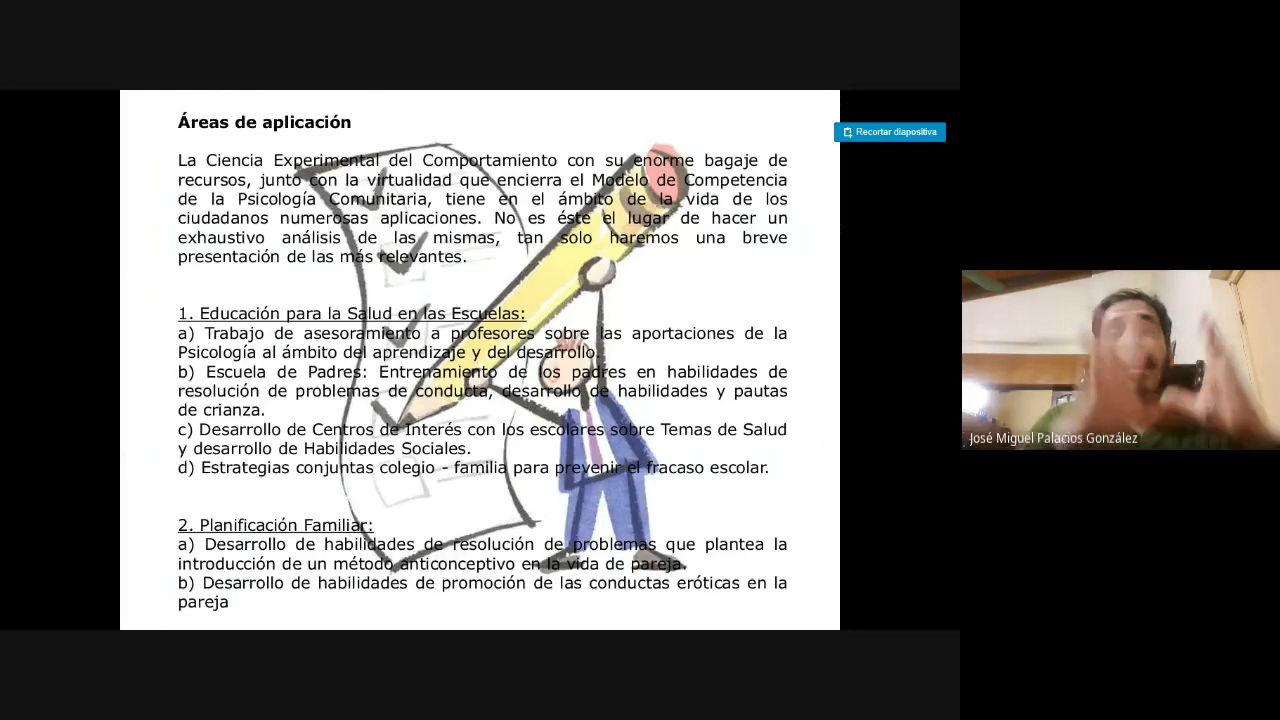 Áreas de aplicación
La Ciencia Experimental del Comportamiento con su enorme bagaje de
recursos, junto con la virtualidad que encierra el Modelo de Competencia
de la Psicología Comunitaria, tiene en el ámbito de la vida de los
ciudadanos numerosas aplicaciones. No es éste el lugar de hacer un
exhaustivo análisis de las mismas, tan solo haremos una breve
presentación de las más relevantes.
1. Educación para la Salud en las Escuelas:
a) Trabajo de asesoramiento a profesores sobre las aportaciones de la
Psicología al ámbito del aprendizaje y del desarrollo.
b) Escuela de Padres: Entrenamiento de los padres en habilidades de
resolución de problemas de conducta, desarrollo de habilidades y pautas
de crianza.
c) Desarrollo de Centros de Interés con los escolares sobre Temas de Salud
y desarrollo de Habilidades Sociales.
d) Estrategias conjuntas colegio - familia para prevenir el fracaso escolar.
2. Planificación Familiar:
a) Desarrollo de habilidades de resolución de problemas que plantea la
introducción de un método anticonceptivo en la vida de pareja.
b) Desarrollo de habilidades de promoción de las conductas eróticas en la
pareja
Recortar diapositiva
José Miguel Palacios González